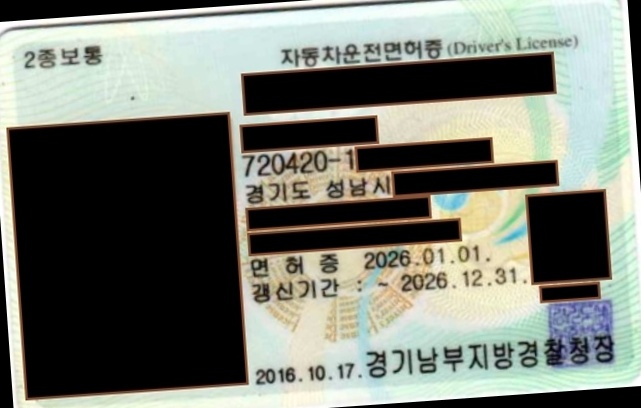 2종보통
자동차운전면허증 (Driver's License)
720420-1
경기도 성남시
면 허 증 2026.01.01.
갱신기간 : ~ 2026.12.31.
2016.10.17. 경기남부지방경찰청장